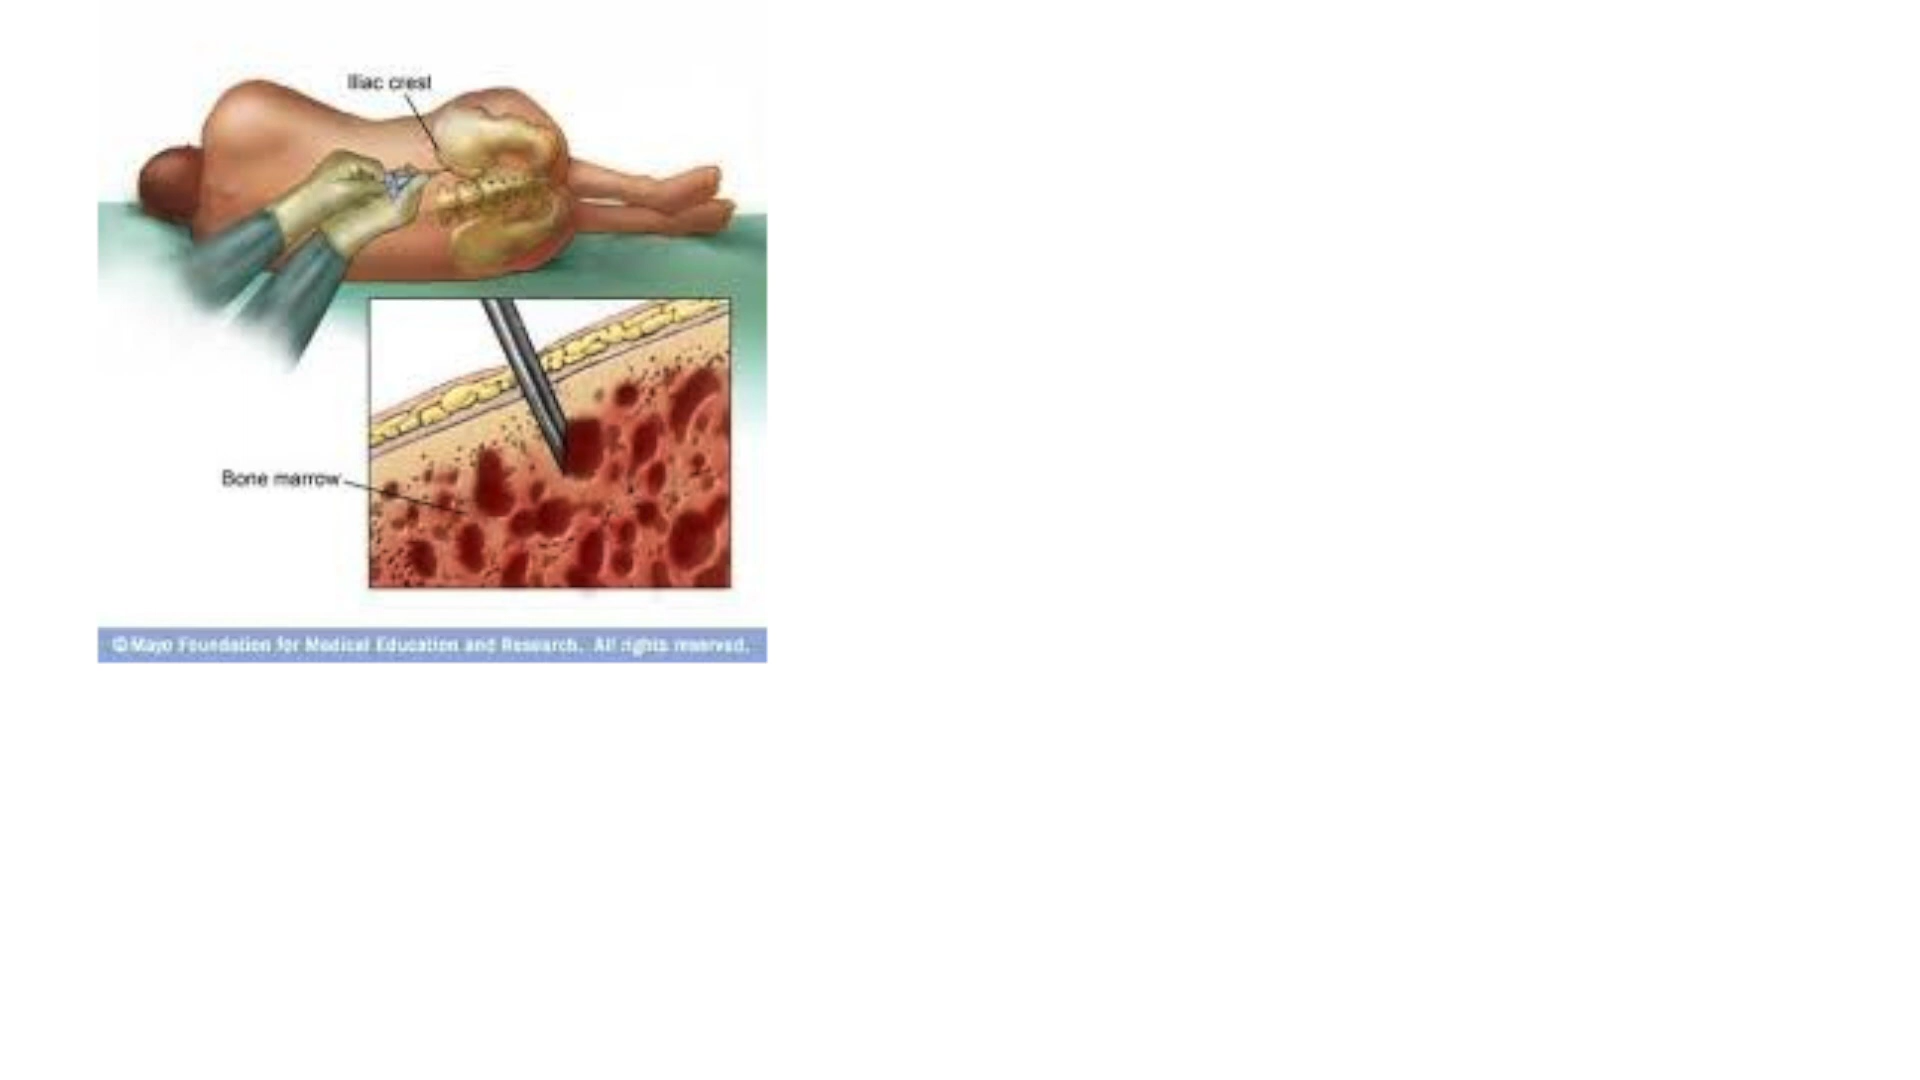 Iliac crest
Bone marrow
©Mayo Foundation for Medical Education and Research. All rights reserved.